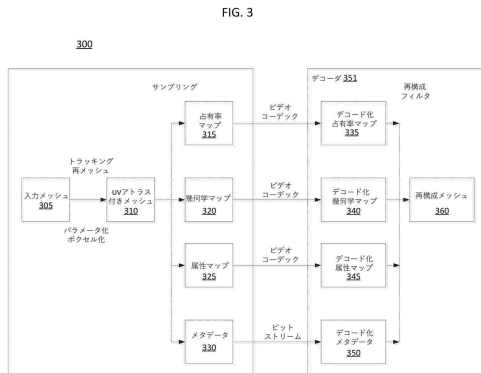 FIG. 3
300
サンプリング
デコーダ 351
再構成
フィルタ
占有率
マップ
315
ビデオ
コーデック
デコード化
占有率マップ
335
トラッキング
再メッシュ
入力メッシュ
305
UVアトラス
付きメッシュ
310
パラメータ化
ボクセル化
幾何学マップ
320
ビデオ
コーデック
デコード化
幾何学マップ
340
再構成メッシュ
360
属性マップ
325
ビデオ
コーデック
デコード化
属性マップ
345
メタデータ
330
ビット
ストリーム
デコード化
メタデータ
350